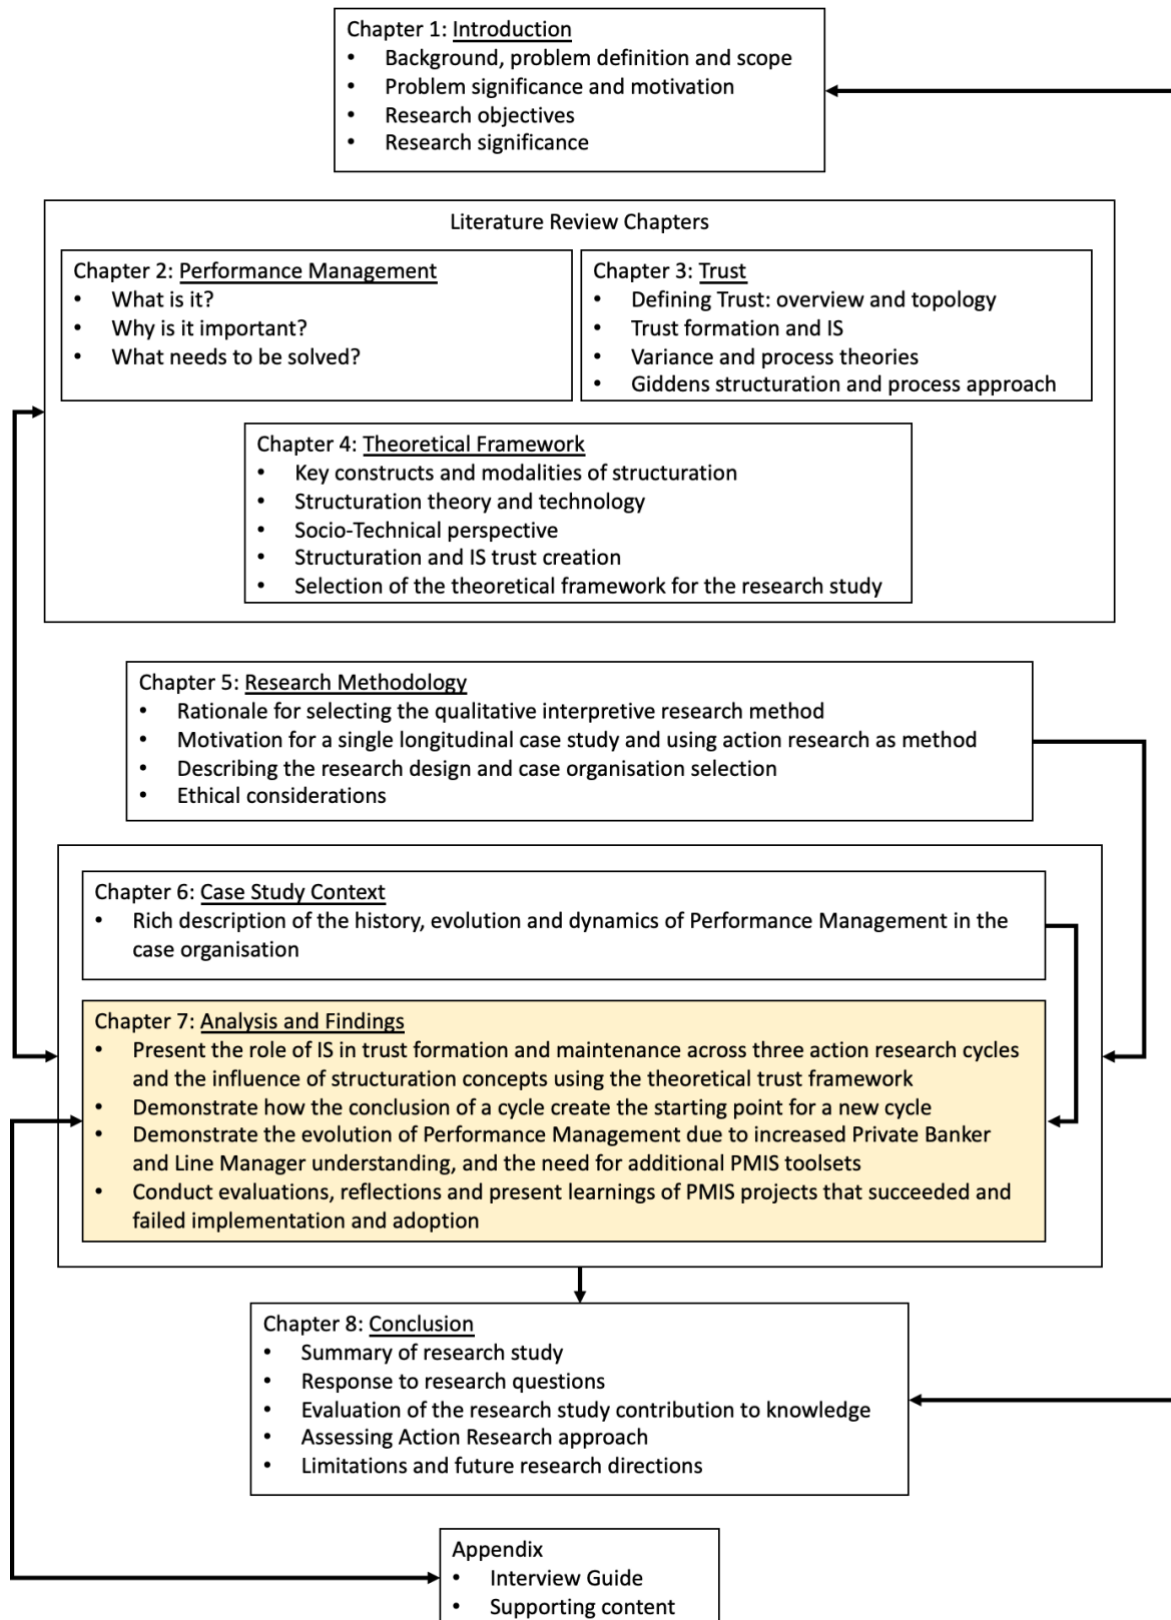 Chapter 1: Introduction
• Background, problem definition and scope
• Problem significance and motivation
• Research objectives
• Research significance
Literature Review Chapters
Chapter 2: Performance Management
• What is it?
• Why is it important?
• What needs to be solved?
Chapter 3: Trust
• Defining Trust: overview and topology
• Trust formation and IS
• Variance and process theories
• Giddens structuration and process approach
Chapter 4: Theoretical Framework
• Key constructs and modalities of structuration
• Structuration theory and technology
• Socio-Technical perspective
• Structuration and IS trust creation
• Selection of the theoretical framework for the research study
Chapter 5: Research Methodology
• Rationale for selecting the qualitative interpretive research method
• Motivation for a single longitudinal case study and using action research as method
• Describing the research design and case organisation selection
• Ethical considerations
Chapter 6: Case Study Context
• Rich description of the history, evolution and dynamics of Performance Management in the
case organisation
Chapter 7: Analysis and Findings
• Present the role of IS in trust formation and maintenance across three action research cycles
and the influence of structuration concepts using the theoretical trust framework
• Demonstrate how the conclusion of a cycle create the starting point for a new cycle
• Demonstrate the evolution of Performance Management due to increased Private Banker
and Line Manager understanding, and the need for additional PMIS toolsets
• Conduct evaluations, reflections and present learnings of PMIS projects that succeeded and
failed implementation and adoption
Chapter 8: Conclusion
• Summary of research study
• Response to research questions
• Evaluation of the research study contribution to knowledge
• Assessing Action Research approach
• Limitations and future research directions
Appendix
• Interview Guide
• Supporting content